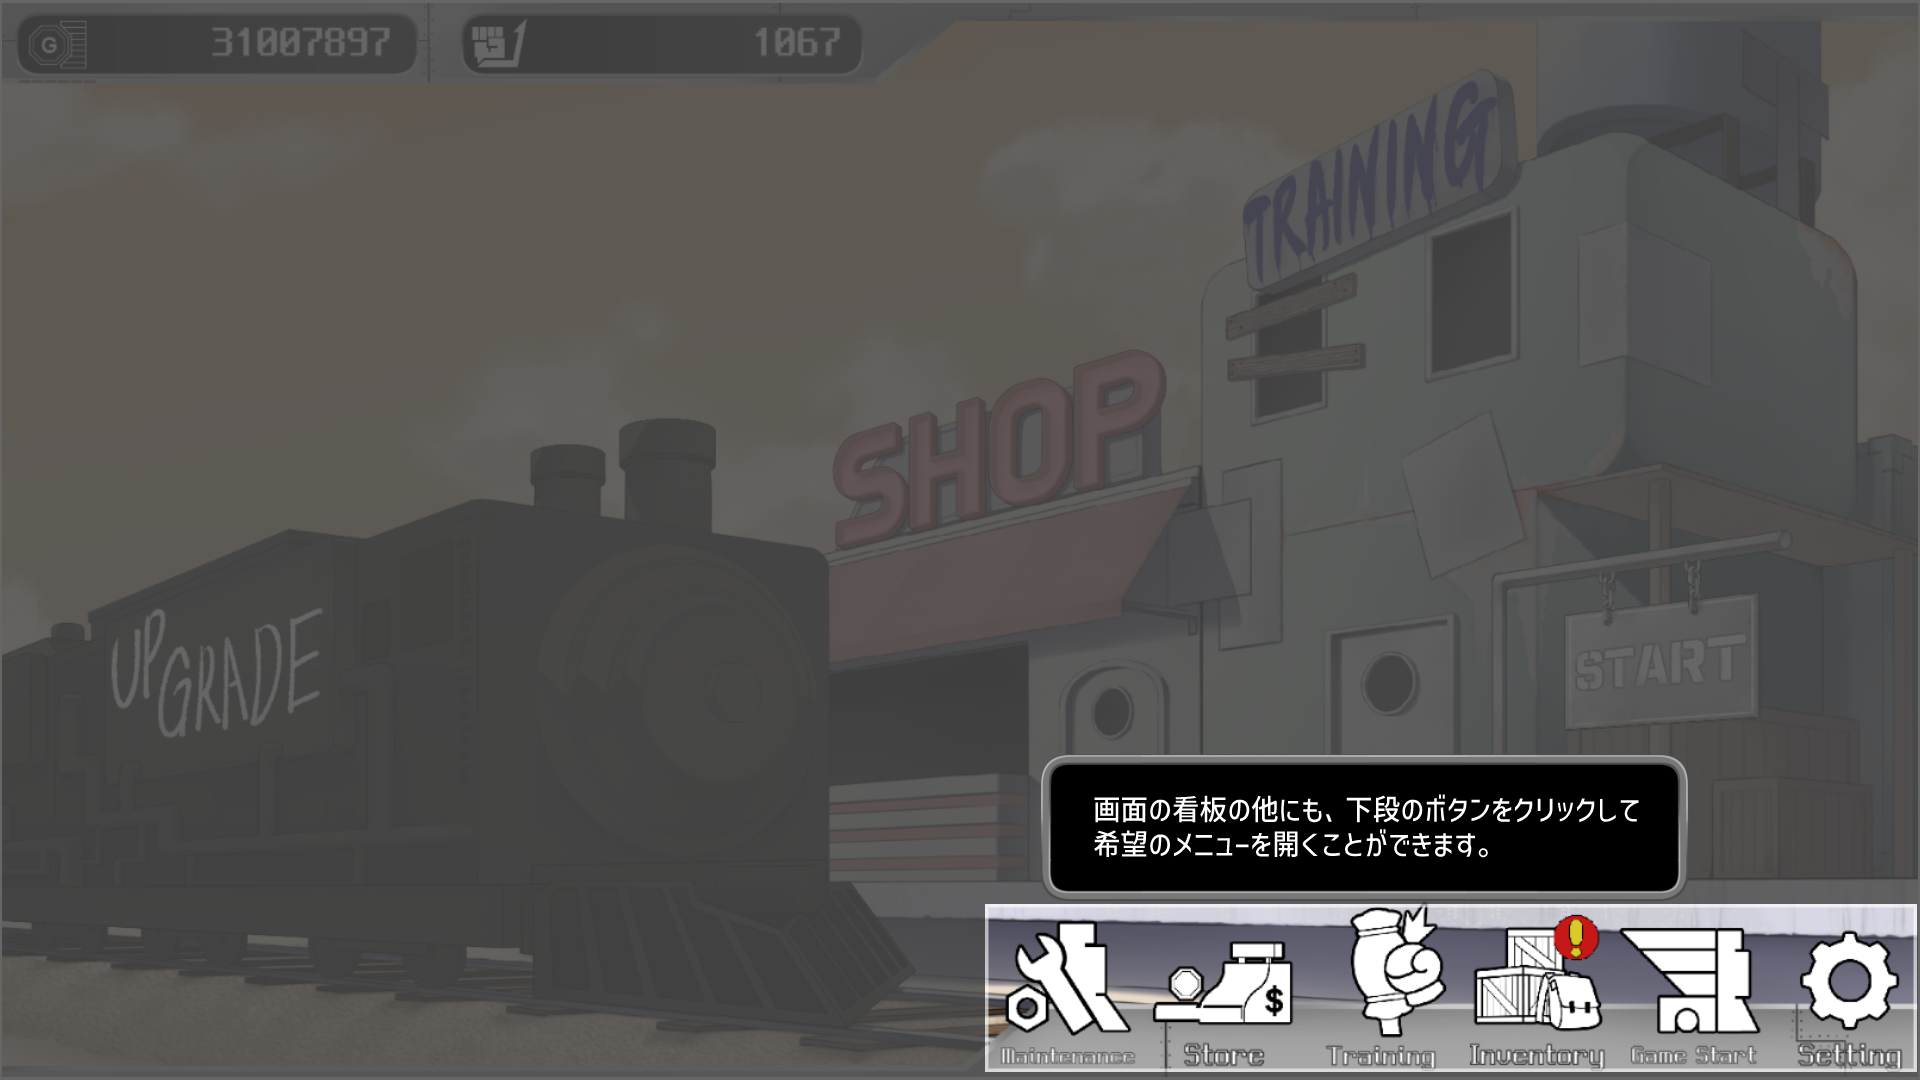 G 31007897
1 1067
TRAINING
SHOP
UPGRADE
START
画面の看板の他にも、下段のボタンをクリックして
希望のメニューを開くことができます。
$
Maintenance Store Training Inventory Game Start Setting